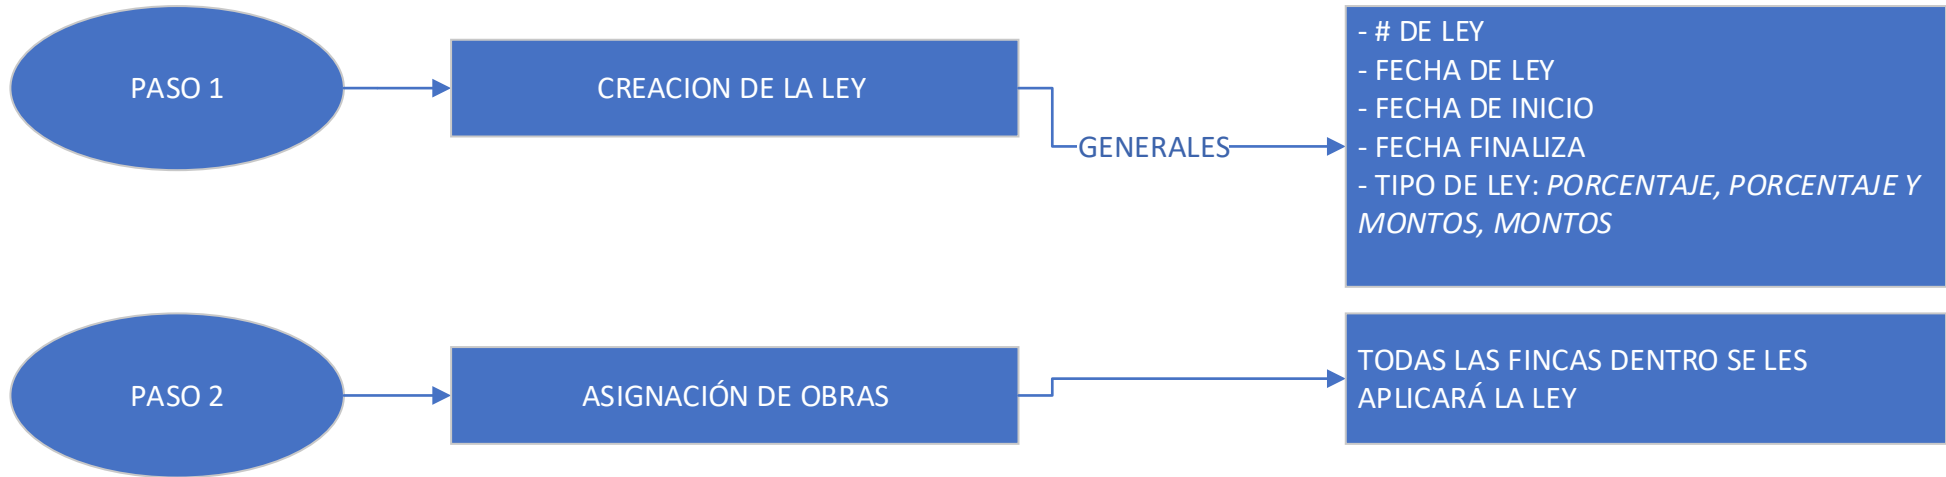 PASO 1
CREACION DE LA LEY
GENERALES
- # DE LEY
- FECHA DE LEY
- FECHA DE INICIO
- FECHA FINALIZA
- TIPO DE LEY: PORCENTAJE, PORCENTAJE Y
MONTOS, MONTOS
PASO 2
ASIGNACIÓN DE OBRAS
TODAS LAS FINCAS DENTRO SE LES
APLICARÁ LA LEY